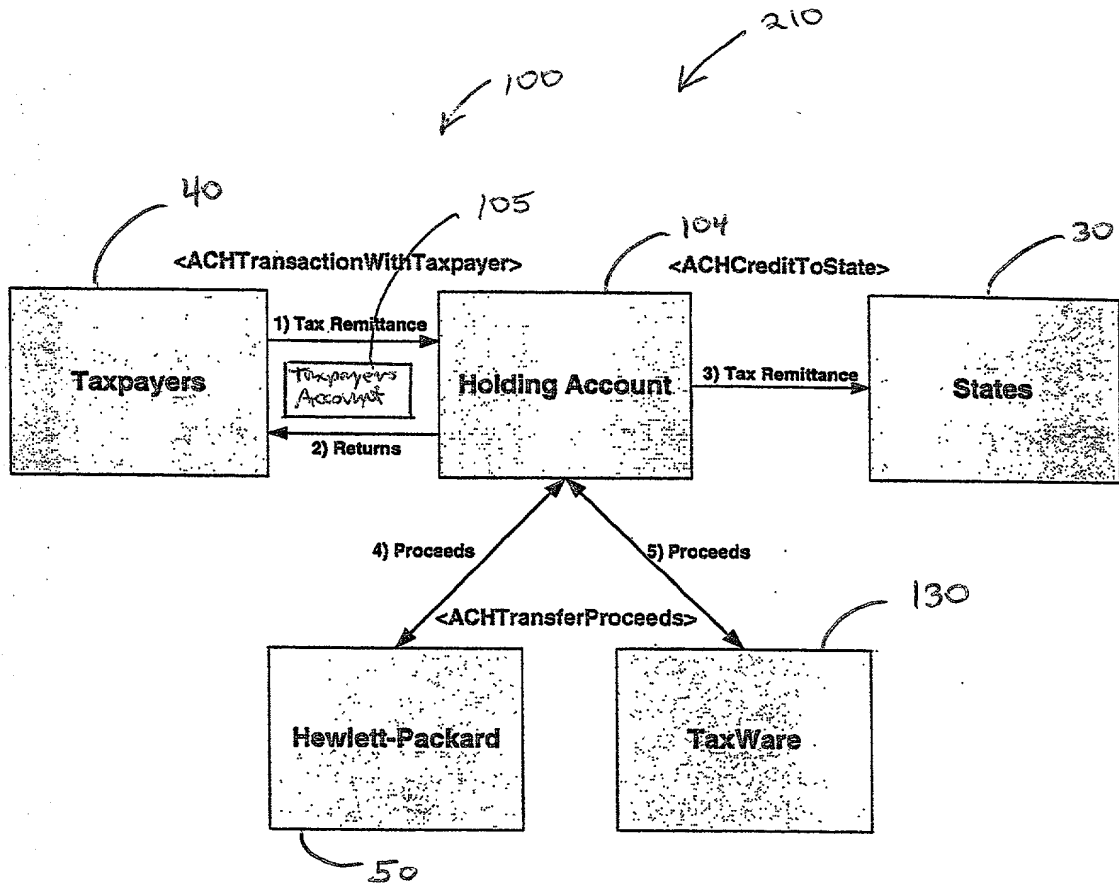 210
100
40
105
104
30
<ACHTransactionWithTaxpayer>
<ACHCreditToState>
1) Tax Remittance
Taxpayers
Taxpayers
Account
Holding Account
3) Tax Remittance
States
2) Returns
4) Proceeds
5) Proceeds
<ACHTransferProceeds>
130
Hewlett-Packard
TaxWare
50